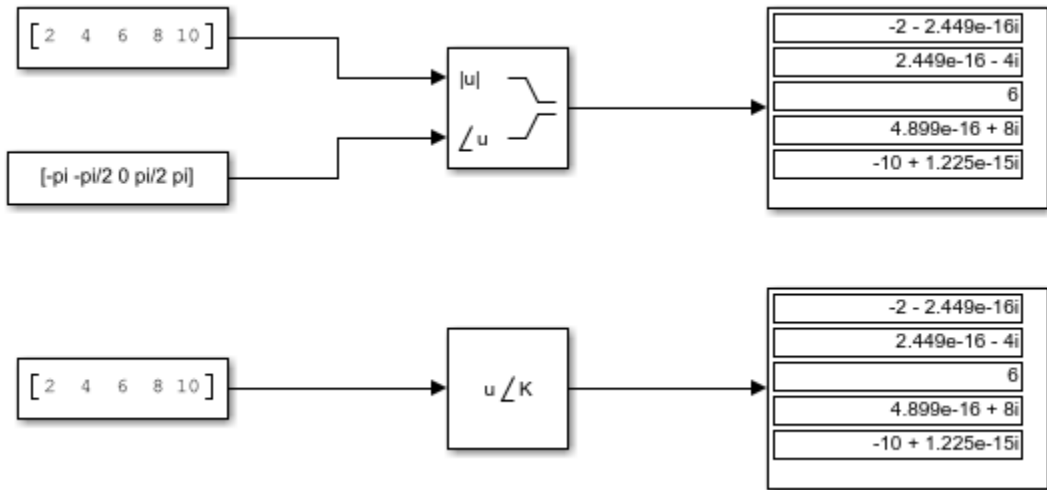 [2 4 6 8 10]
|u|
∠u
[-pi -pi/2 0 pi/2 pi]
-2 - 2.449e-16i
2.449e-16 - 4i
6
4.899e-16 + 8i
-10 + 1.225e-15i
[2 4 6 8 10]
u∠K
-2 - 2.449e-16i
2.449e-16 - 4i
6
4.899e-16 + 8i
-10 + 1.225e-15i